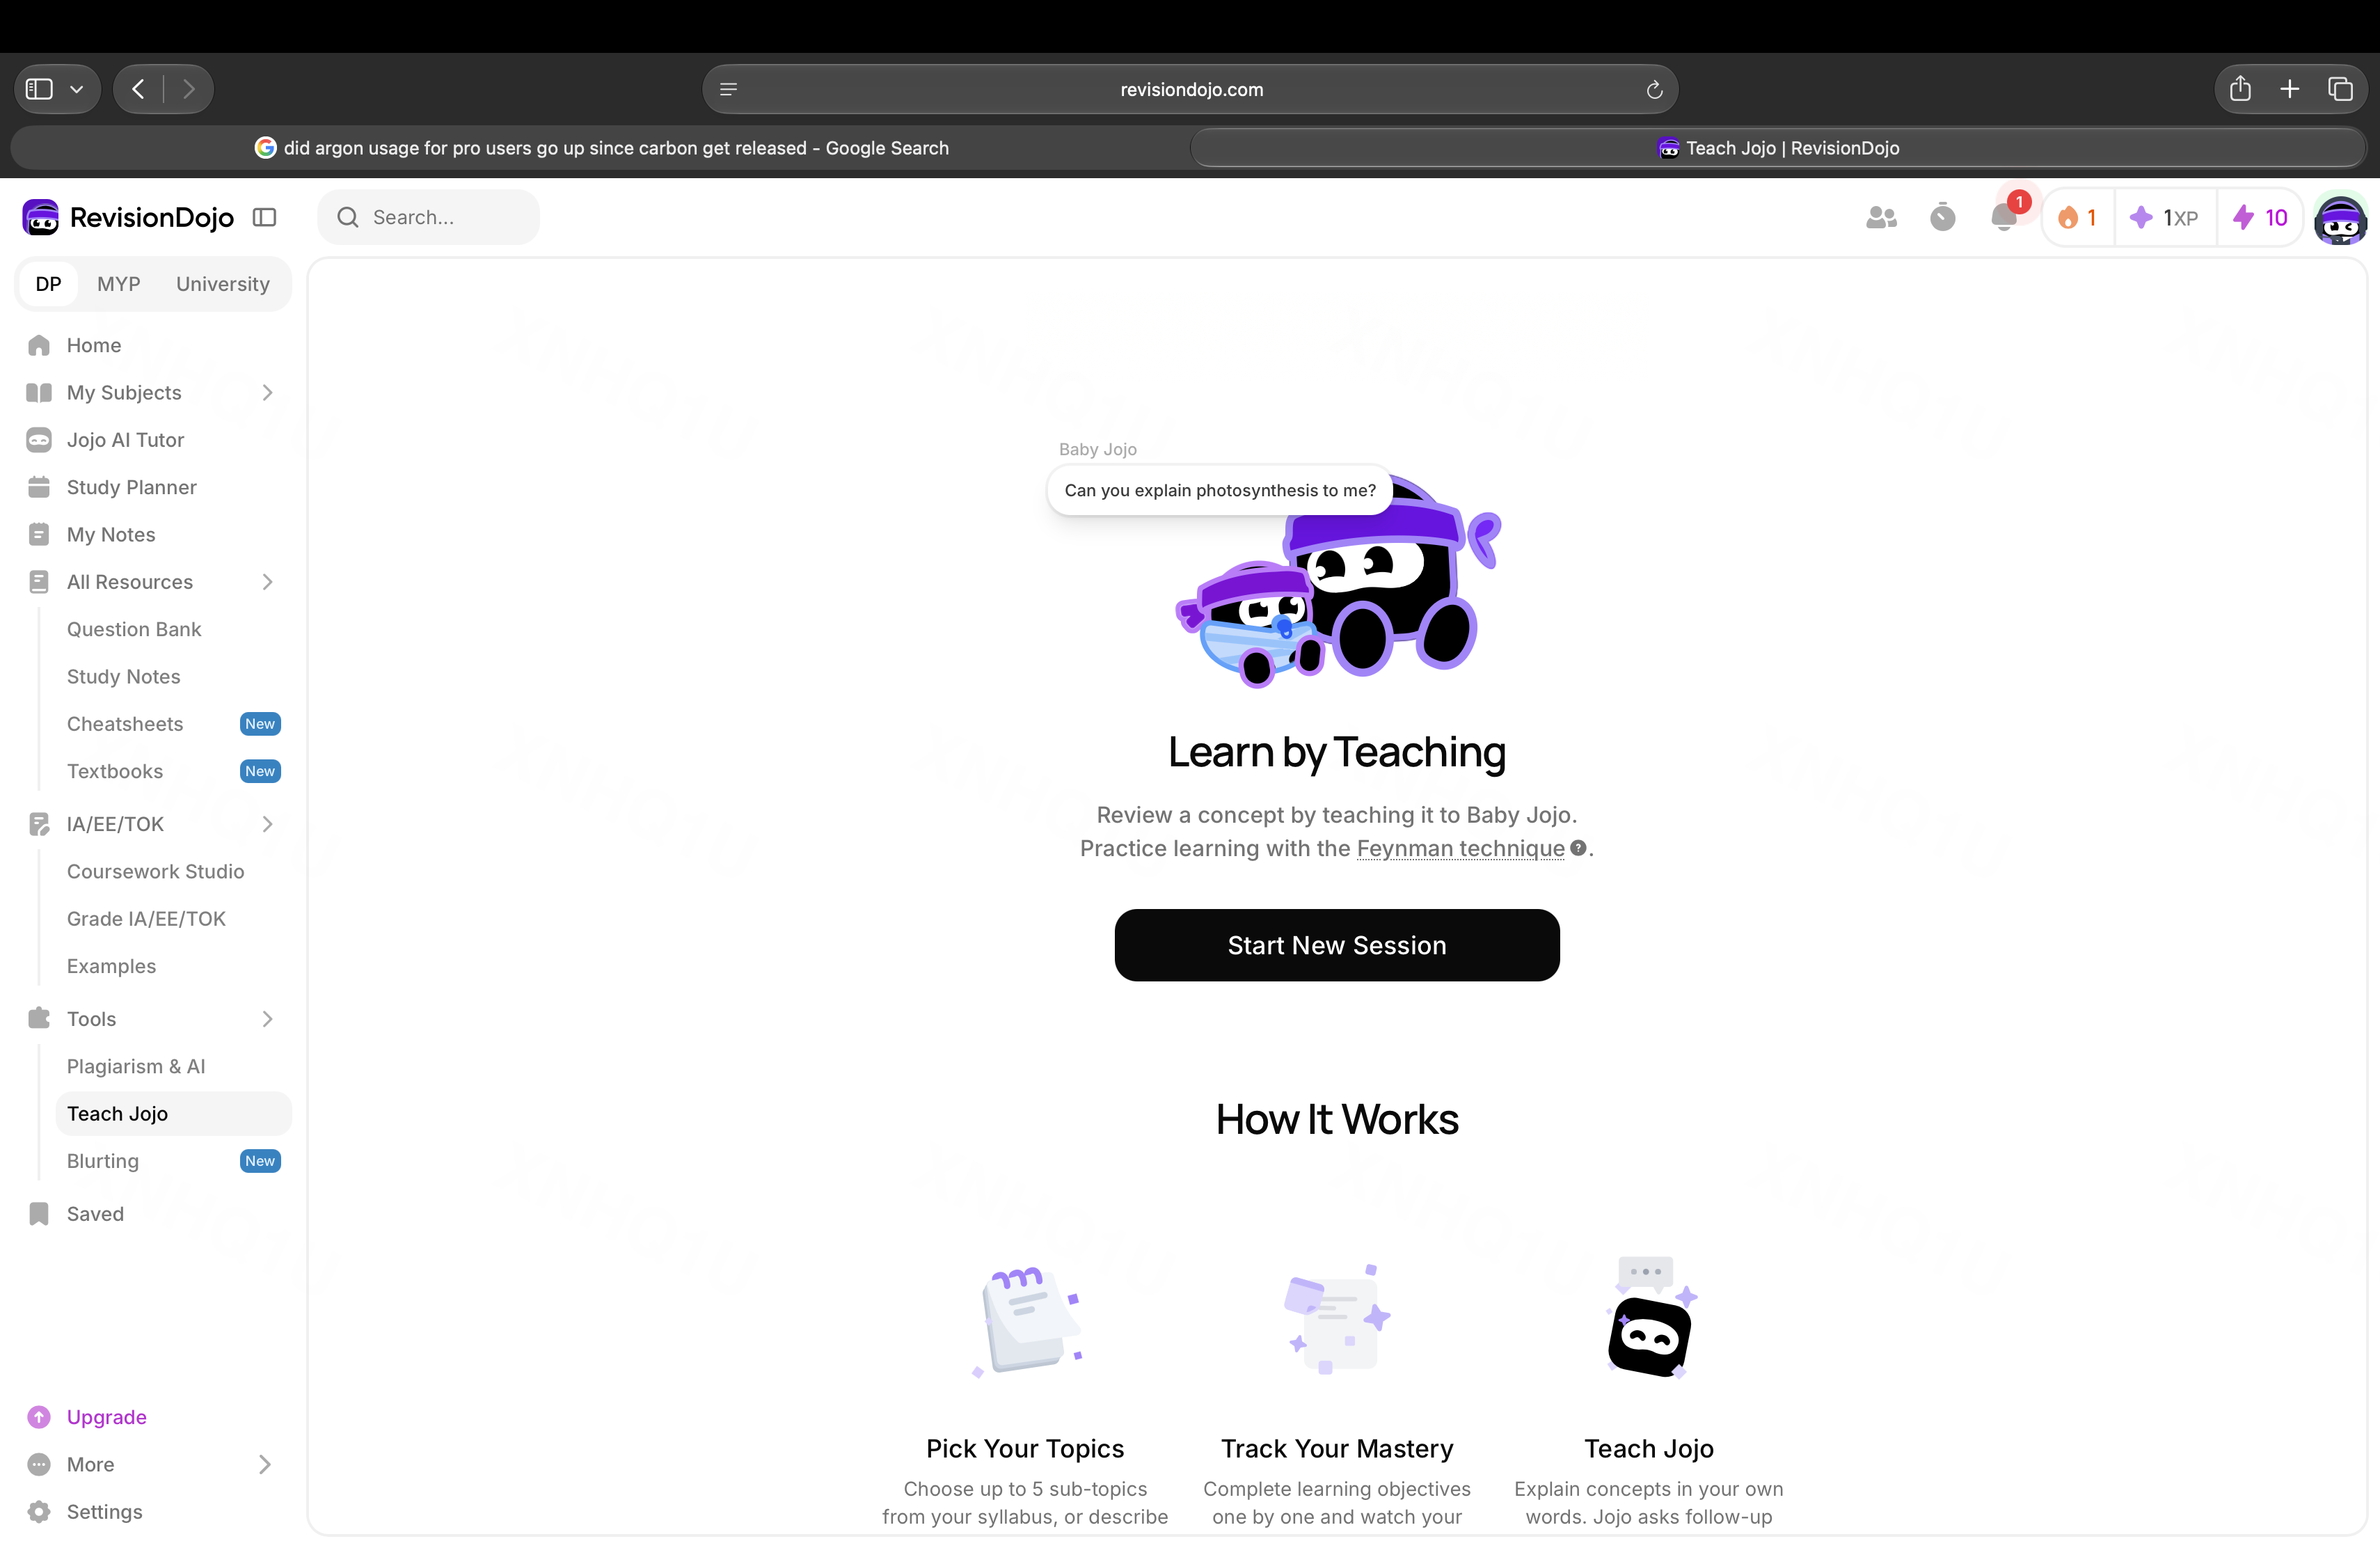 revisiondojo.com
did argon usage for pro users go up since carbon get released - Google Search
Teach Jojo | RevisionDojo
RevisionDojo
Search...
1
1
1XP
10
DP
MYP
University
Home
My Subjects
Jojo AI Tutor
Study Planner
My Notes
All Resources
Question Bank
Study Notes
Cheatsheets
New
Textbooks
New
IA/EE/TOK
Coursework Studio
Grade IA/EE/TOK
Examples
Tools
Plagiarism & AI
Teach Jojo
Blurting
New
Saved
Upgrade
More
Settings
Baby Jojo
Can you explain photosynthesis to me?
Learn by Teaching
Review a concept by teaching it to Baby Jojo.
Practice learning with the Feynman technique ? .
Start New Session
How It Works
Pick Your Topics
Choose up to 5 sub-topics
from your syllabus, or describe
Track Your Mastery
Complete learning objectives
one by one and watch your
Teach Jojo
Explain concepts in your own
words. Jojo asks follow-up